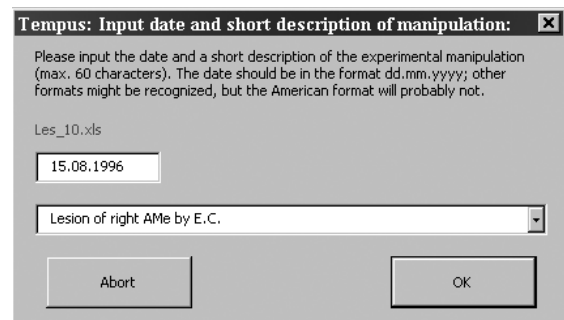 Tempus: Input date and short description of manipulation:
Please input the date and a short description of the experimental manipulation
(max. 60 characters). The date should be in the format dd.mm.yyyy; other
formats might be recognized, but the American format will probably not.
Les_10.xls
15.08.1996
Lesion of right AMe by E.C.
Abort OK